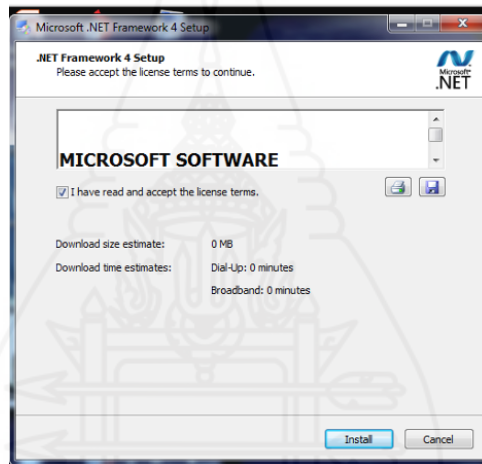 Microsoft .NET Framework 4 Setup
.NET Framework 4 Setup
Please accept the license terms to continue.
Microsoft
.NET
MICROSOFT SOFTWARE
I have read and accept the license terms.
Download size estimate: 0 MB
Download time estimates: Dial-Up: 0 minutes
Broadband: 0 minutes
Install Cancel